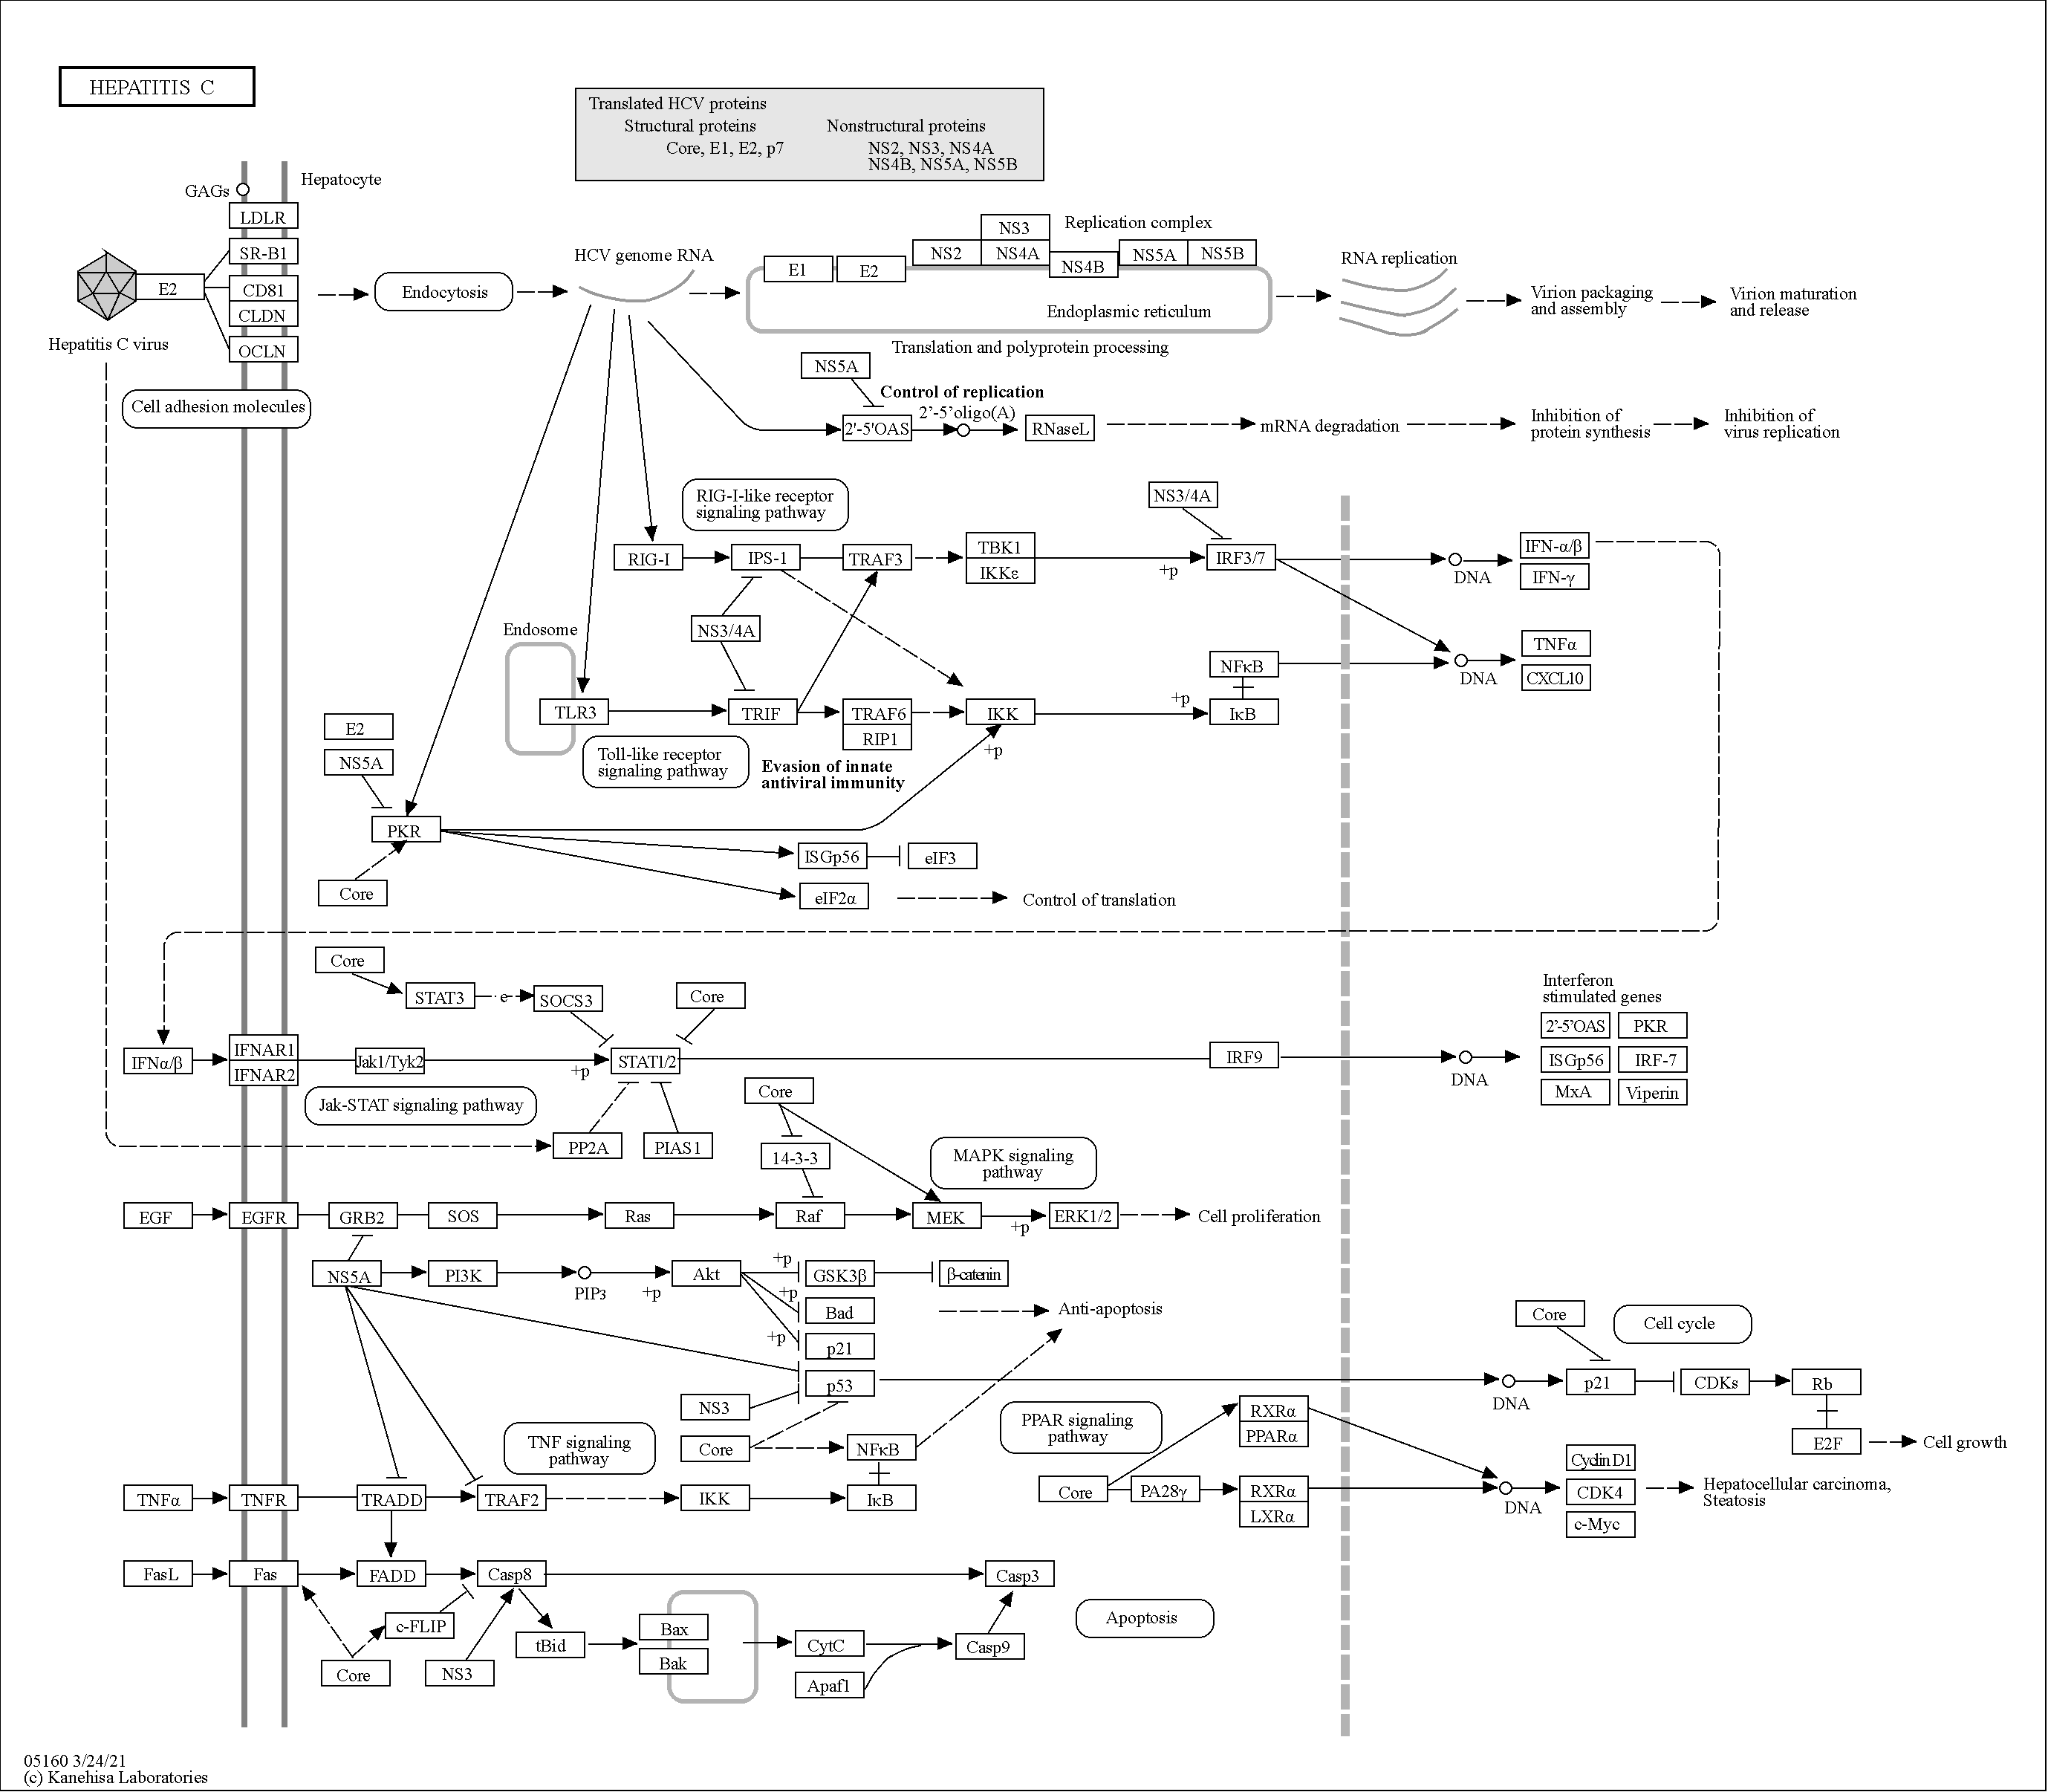 HEPATITIS C
Translated HCV proteins
Structural proteins
Nonstructural proteins
Core, E1, E2, p7
NS2, NS3, NS4A
NS4B, NS5A, NS5B
GAGs
Hepatocyte
LDLR
SR-B1
E2
CD81
CLDN
OCLN
Hepatitis C virus
Cell adhesion molecules
Endocytosis
HCV genome RNA
E1
E2
NS2
NS3
NS4A
NS4B
NS5A
NS5B
Replication complex
Endoplasmic reticulum
Translation and polyprotein processing
RNA replication
Virion packaging
and assembly
Virion maturation
and release
NS5A
Control of replication
2'-5'OAS
2'-5'oligo(A)
RNaseL
mRNA degradation
Inhibition of
protein synthesis
Inhibition of
virus replication
RIG-I-like receptor
signaling pathway
NS3/4A
RIG-I
IPS-1
TRAF3
TBK1
IKKε
+p
IRF3/7
DNA
IFN-α/β
IFN-γ
NS3/4A
Endosome
TLR3
TRIF
TRAF6
RIP1
IKK
+p
+p
NFκB
IκB
DNA
TNFα
CXCL10
Toll-like receptor
signaling pathway
Evasion of innate
antiviral immunity
E2
NS5A
PKR
Core
ISGp56
eIF3
eIF2α
Control of translation
Core
STAT3
e
SOCS3
Core
IFNα/β
IFNAR1
IFNAR2
Jak1/Tyk2
+p
STAT1/2
IRF9
DNA
Interferon
stimulated genes
2'-5'OAS
PKR
ISGp56
IRF-7
MxA
Viperin
Jak-STAT signaling pathway
PP2A
PIAS1
Core
14-3-3
MAPK signaling
pathway
EGF
EGFR
GRB2
SOS
Ras
Raf
MEK
+p
ERK1/2
Cell proliferation
NS5A
PI3K
PIP3
+p
Akt
+p
+p
+p
GSK3β
β-catenin
Bad
p21
p53
Anti-apoptosis
NS3
Core
NFκB
TNF signaling
pathway
TNFα
TNFR
TRADD
TRAF2
IKK
IκB
PPAR signaling
pathway
Core
PA28γ
RXRα
PPARα
RXRα
LXRα
DNA
Core
Cell cycle
DNA
p21
CDKs
Rb
E2F
Cell growth
Cyclin D1
CDK4
c-Myc
Hepatocellular carcinoma,
Steatosis
FasL
Fas
FADD
Casp8
Casp3
c-FLIP
Core
NS3
tBid
Bax
Bak
CytC
Apaf1
Casp9
Apoptosis
05160 3/24/21
(c) Kanehisa Laboratories